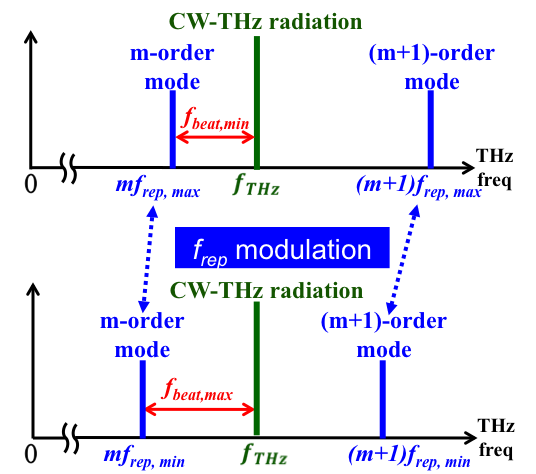 CW-THz radiation
m-order
mode
(m+1)-order
mode
f_beat,min
THz
freq
0
mf_rep, max
f_THz
(m+1)f_rep, max
f_rep modulation
CW-THz radiation
m-order
mode
(m+1)-order
mode
f_beat,max
THz
freq
0
mf_rep, min
f_THz
(m+1)f_rep, min